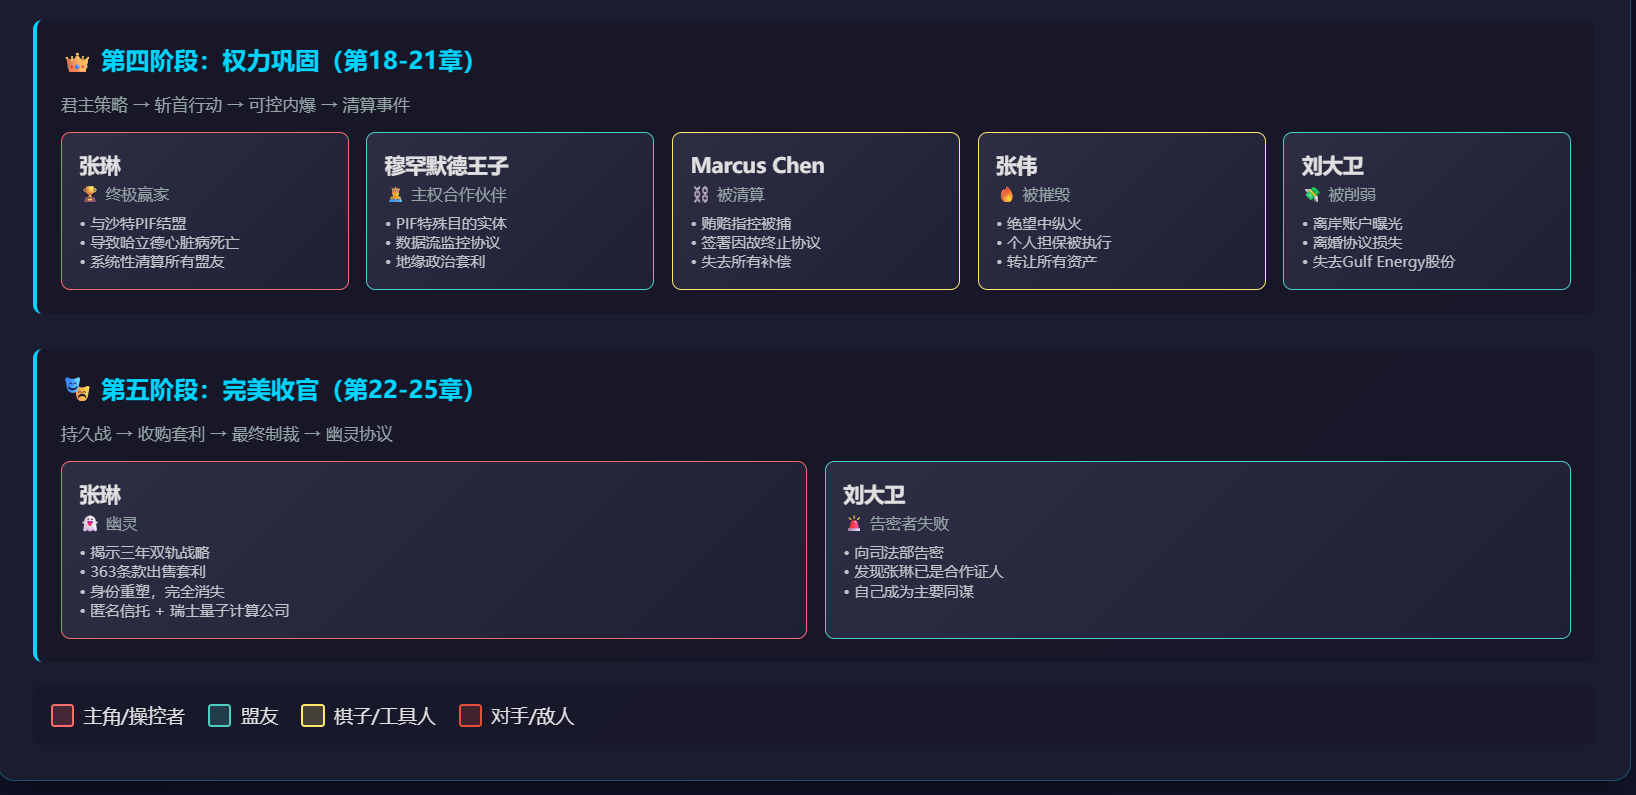 第四阶段：权力巩固（第18-21章）
君主策略 → 斩首行动 → 可控内爆 → 清算事件
张琳
终极赢家
• 与沙特PIF结盟
• 导致哈立德心脏病死亡
• 系统性清算所有盟友
穆罕默德王子
主权合作伙伴
• PIF特殊目的实体
• 数据流监控协议
• 地缘政治套利
Marcus Chen
被清算
• 贿赂指控被捕
• 签署因故终止协议
• 失去所有补偿
张伟
被摧毁
• 绝望中纵火
• 个人担保被执行
• 转让所有资产
刘大卫
被削弱
• 离岸账户曝光
• 离婚协议损失
• 失去Gulf Energy股份
第五阶段：完美收官（第22-25章）
持久战 → 收购套利 → 最终制裁 → 幽灵协议
张琳
幽灵
• 揭示三年双轨战略
• 363条款出售套利
• 身份重塑，完全消失
• 匿名信托 + 瑞士量子计算公司
刘大卫
告密者失败
• 向司法部告密
• 发现张琳已是合作证人
• 自己成为主要同谋
主角/操控者
盟友
棋子/工具人
对手/敌人